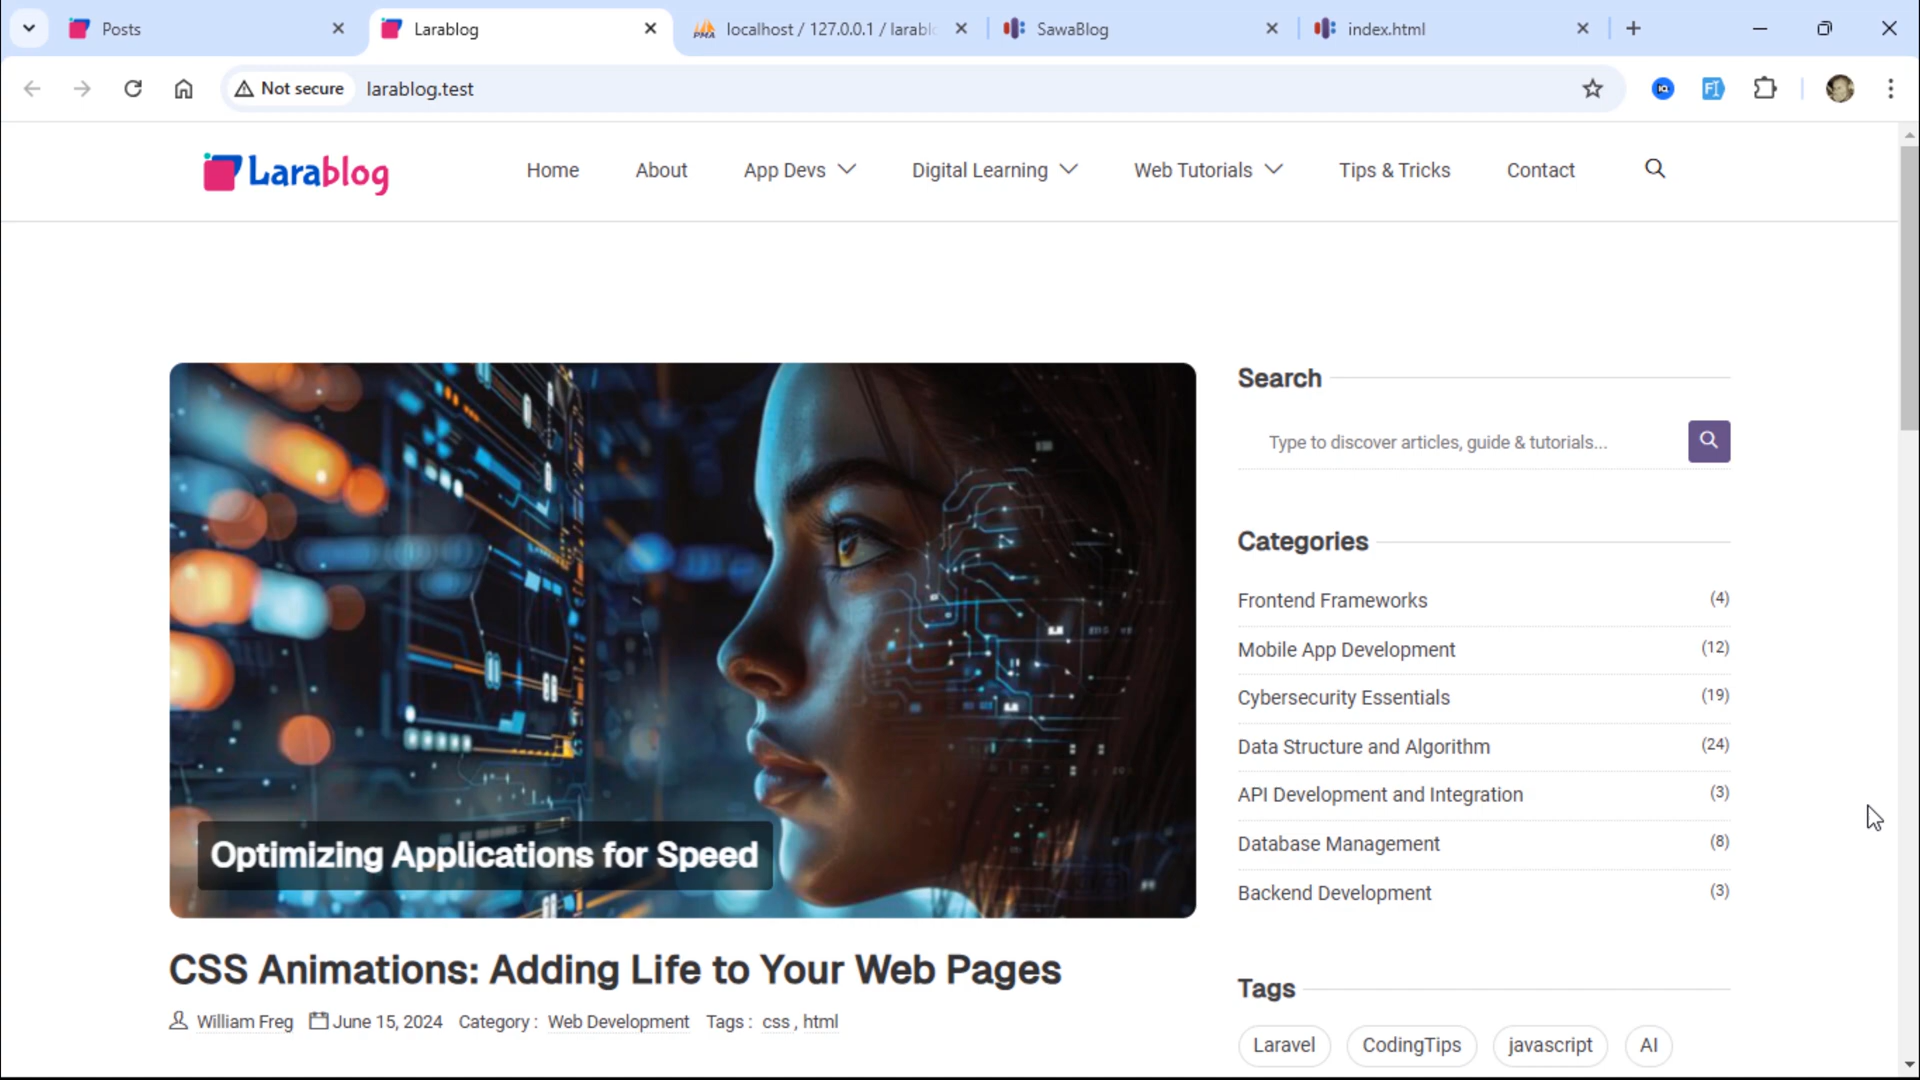 Posts
Larablog
localhost / 127.0.0.1 / larabl
SawaBlog
index.html
Not secure
larablog.test
Larablog
Home
About
App Devs
Digital Learning
Web Tutorials
Tips & Tricks
Contact
Optimizing Applications for Speed
CSS Animations: Adding Life to Your Web Pages
William Freg June 15, 2024 Category : Web Development Tags : css , html
Search
Type to discover articles, guide & tutorials...
Categories
Frontend Frameworks (4)
Mobile App Development (12)
Cybersecurity Essentials (19)
Data Structure and Algorithm (24)
API Development and Integration (3)
Database Management (8)
Backend Development (3)
Tags
Laravel CodingTips javascript AI